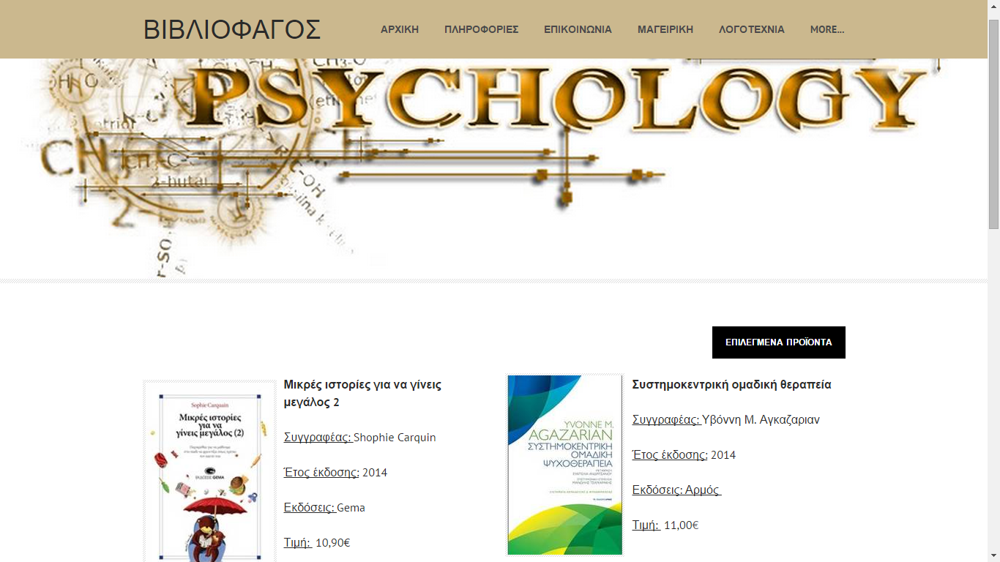 ΒΙΒΛΙΟΦΑΓΟΣ
ΑΡΧΙΚΗ ΠΛΗΡΟΦΟΡΙΕΣ ΕΠΙΚΟΙΝΩΝΙΑ ΜΑΓΕΙΡΙΚΗ ΛΟΓΟΤΕΧΝΙΑ MORE...
PSYCHOLOGY
ΕΠΙΛΕΓΜΕΝΑ ΠΡΟΪΟΝΤΑ
Sophie Carquain
Μικρές ιστορίες
για να
γίνεις μεγάλος (2)
ΕΚΔΟΣΕΙΣ GEMA
Μικρές ιστορίες για να γίνεις
μεγάλος 2
Συγγραφέας: Shophie Carquin
Έτος έκδοσης: 2014
Εκδόσεις: Gema
Τιμή: 10,90€
YVONNE M.
AGAZARIAN
ΣΥΣΤΗΜΟΚΕΝΤΡΙΚΗ
ΟΜΑΔΙΚΗ
ΨΥΧΟΘΕΡΑΠΕΙΑ
Συστημοκεντρική ομαδική θεραπεία
Συγγραφέας: Υβόννη Μ. Αγκαζαριαν
Έτος έκδοσης: 2014
Εκδόσεις: Αρμός
Τιμή: 11,00€